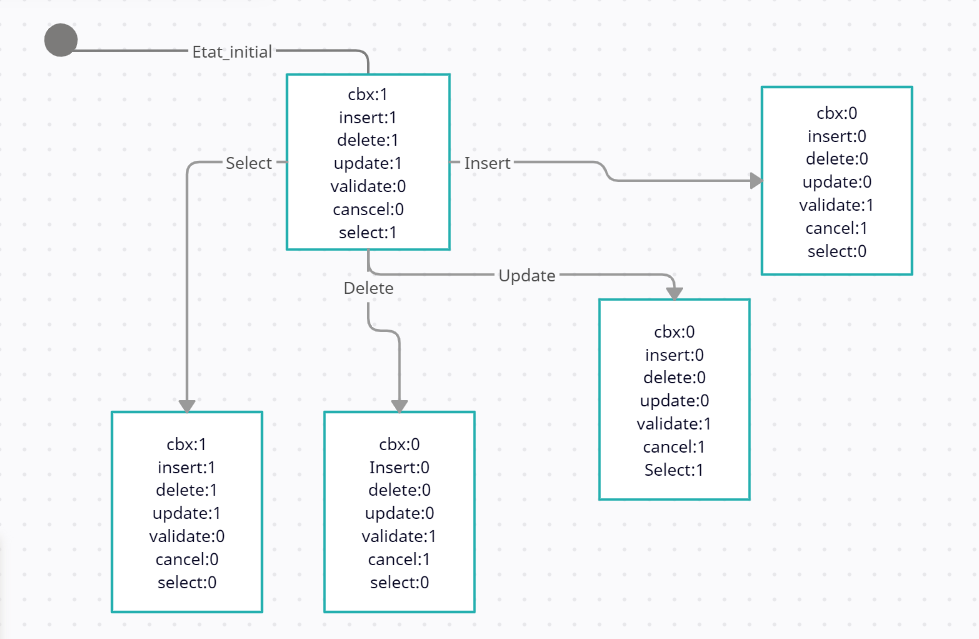 Etat_initial
cbx:1
insert:1
delete:1
update:1
validate:0
canscel:0
select:1
Select
Insert
cbx:0
insert:0
delete:0
update:0
validate:1
cancel:1
select:0
Update
Delete
cbx:0
insert:0
delete:0
update:0
validate:1
cancel:1
Select:1
cbx:1
insert:1
delete:1
update:1
validate:0
cancel:0
select:0
cbx:0
Insert:0
delete:0
update:0
validate:1
cancel:1
select:0